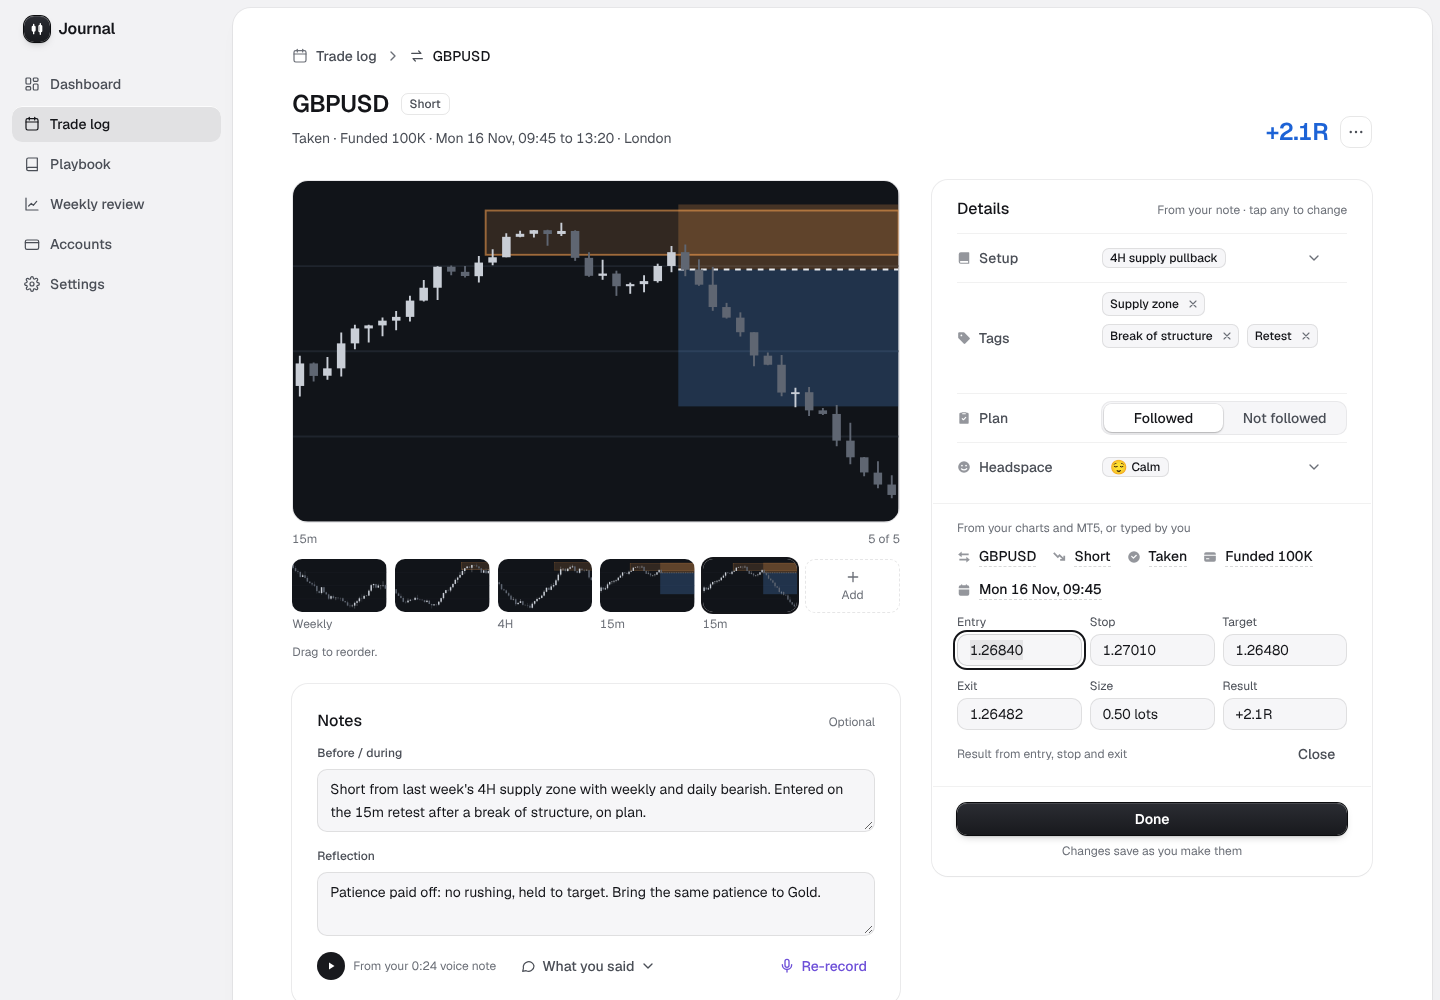 Journal
Dashboard
Trade log
Playbook
Weekly review
Accounts
Settings
Trade log > GBPUSD
GBPUSD Short
Taken · Funded 100K · Mon 16 Nov, 09:45 to 13:20 · London
+2.1R
15m 5 of 5
Weekly 4H 15m 15m
Add
Drag to reorder.
Notes Optional
Before / during
Short from last week's 4H supply zone with weekly and daily bearish. Entered on
the 15m retest after a break of structure, on plan.
Reflection
Patience paid off: no rushing, held to target. Bring the same patience to Gold.
From your 0:24 voice note What you said Re-record
Details From your note · tap any to change
Setup 4H supply pullback
Tags Supply zone
Break of structure Retest
Plan Followed Not followed
Headspace 😌 Calm
From your charts and MT5, or typed by you
GBPUSD Short Taken Funded 100K
Mon 16 Nov, 09:45
Entry Stop Target
1.26840 1.27010 1.26480
Exit Size Result
1.26482 0.50 lots +2.1R
Result from entry, stop and exit Close
Done
Changes save as you make them